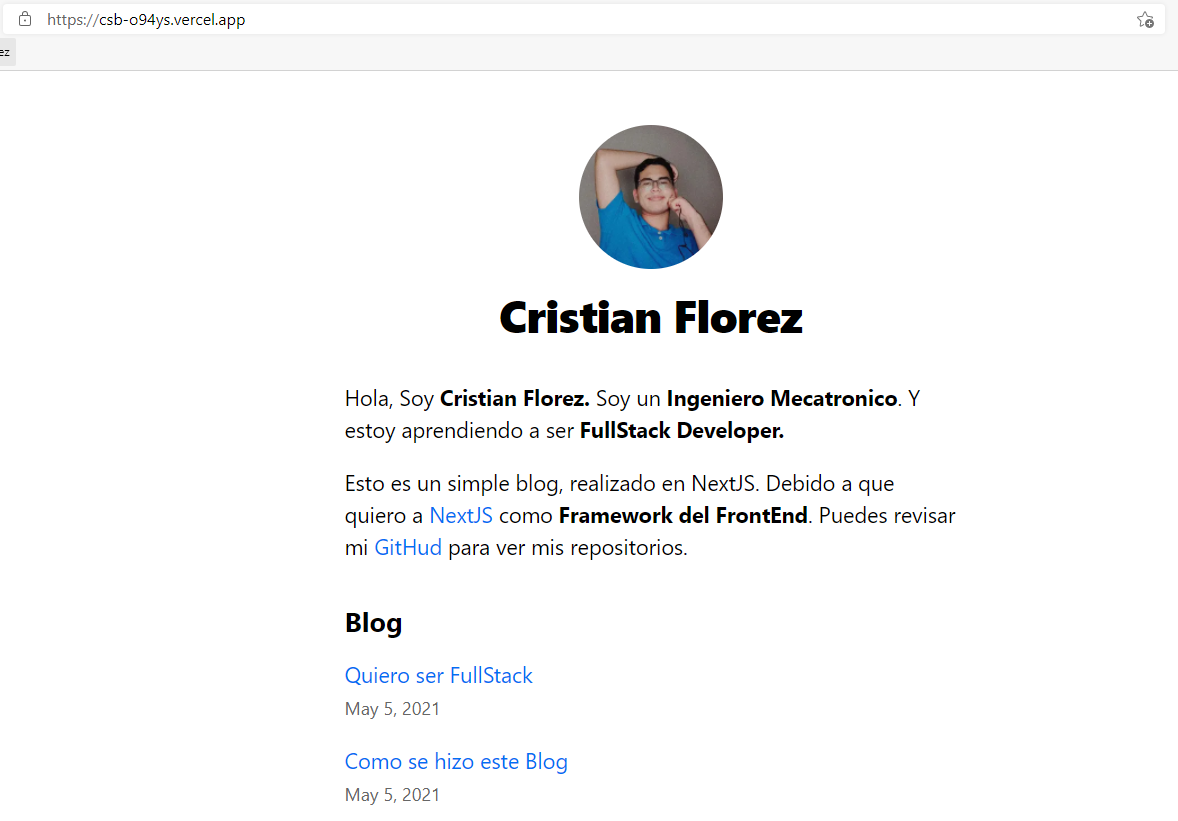 https://csb-o94ys.vercel.app
ez
Cristian Florez
Hola, Soy Cristian Florez. Soy un Ingeniero Mecatronico. Y
estoy aprendiendo a ser FullStack Developer.
Esto es un simple blog, realizado en NextJS. Debido a que
quiero a NextJS como Framework del FrontEnd. Puedes revisar
mi GitHud para ver mis repositorios.
Blog
Quiero ser FullStack
May 5, 2021
Como se hizo este Blog
May 5, 2021